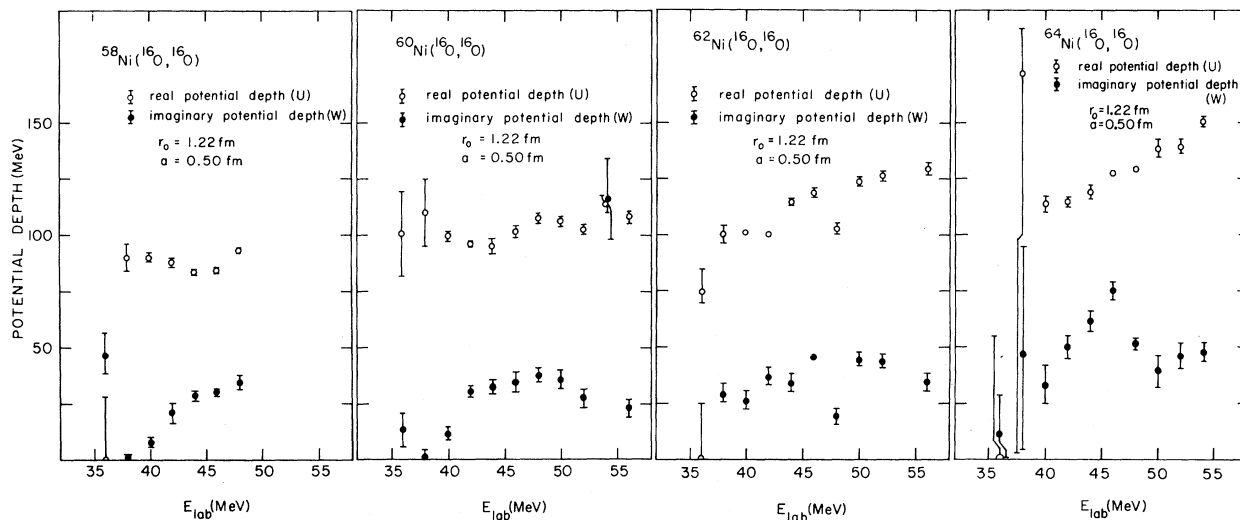 POTENTIAL DEPTH (MeV)
150
100
50
⁵⁸Ni(¹⁶O,¹⁶O)
real potential depth (U)
imaginary potential depth (W)
r₀ = 1.22 fm
a = 0.50 fm
35 40 45 50 55
E lab (MeV)
⁶⁰Ni(¹⁶O,¹⁶O)
real potential depth (U)
imaginary potential depth (W)
r₀ = 1.22 fm
a = 0.50 fm
35 40 45 50 55
E lab (MeV)
⁶²Ni(¹⁶O,¹⁶O)
real potential depth (U)
imaginary potential depth (W)
r₀ = 1.22 fm
a = 0.50 fm
35 40 45 50 55
E lab (MeV)
⁶⁴Ni(¹⁶O,¹⁶O)
real potential depth (U)
imaginary potential depth
(W)
r₀=1.22 fm
a=0.50 fm
35 40 45 50 55
E lab (MeV)